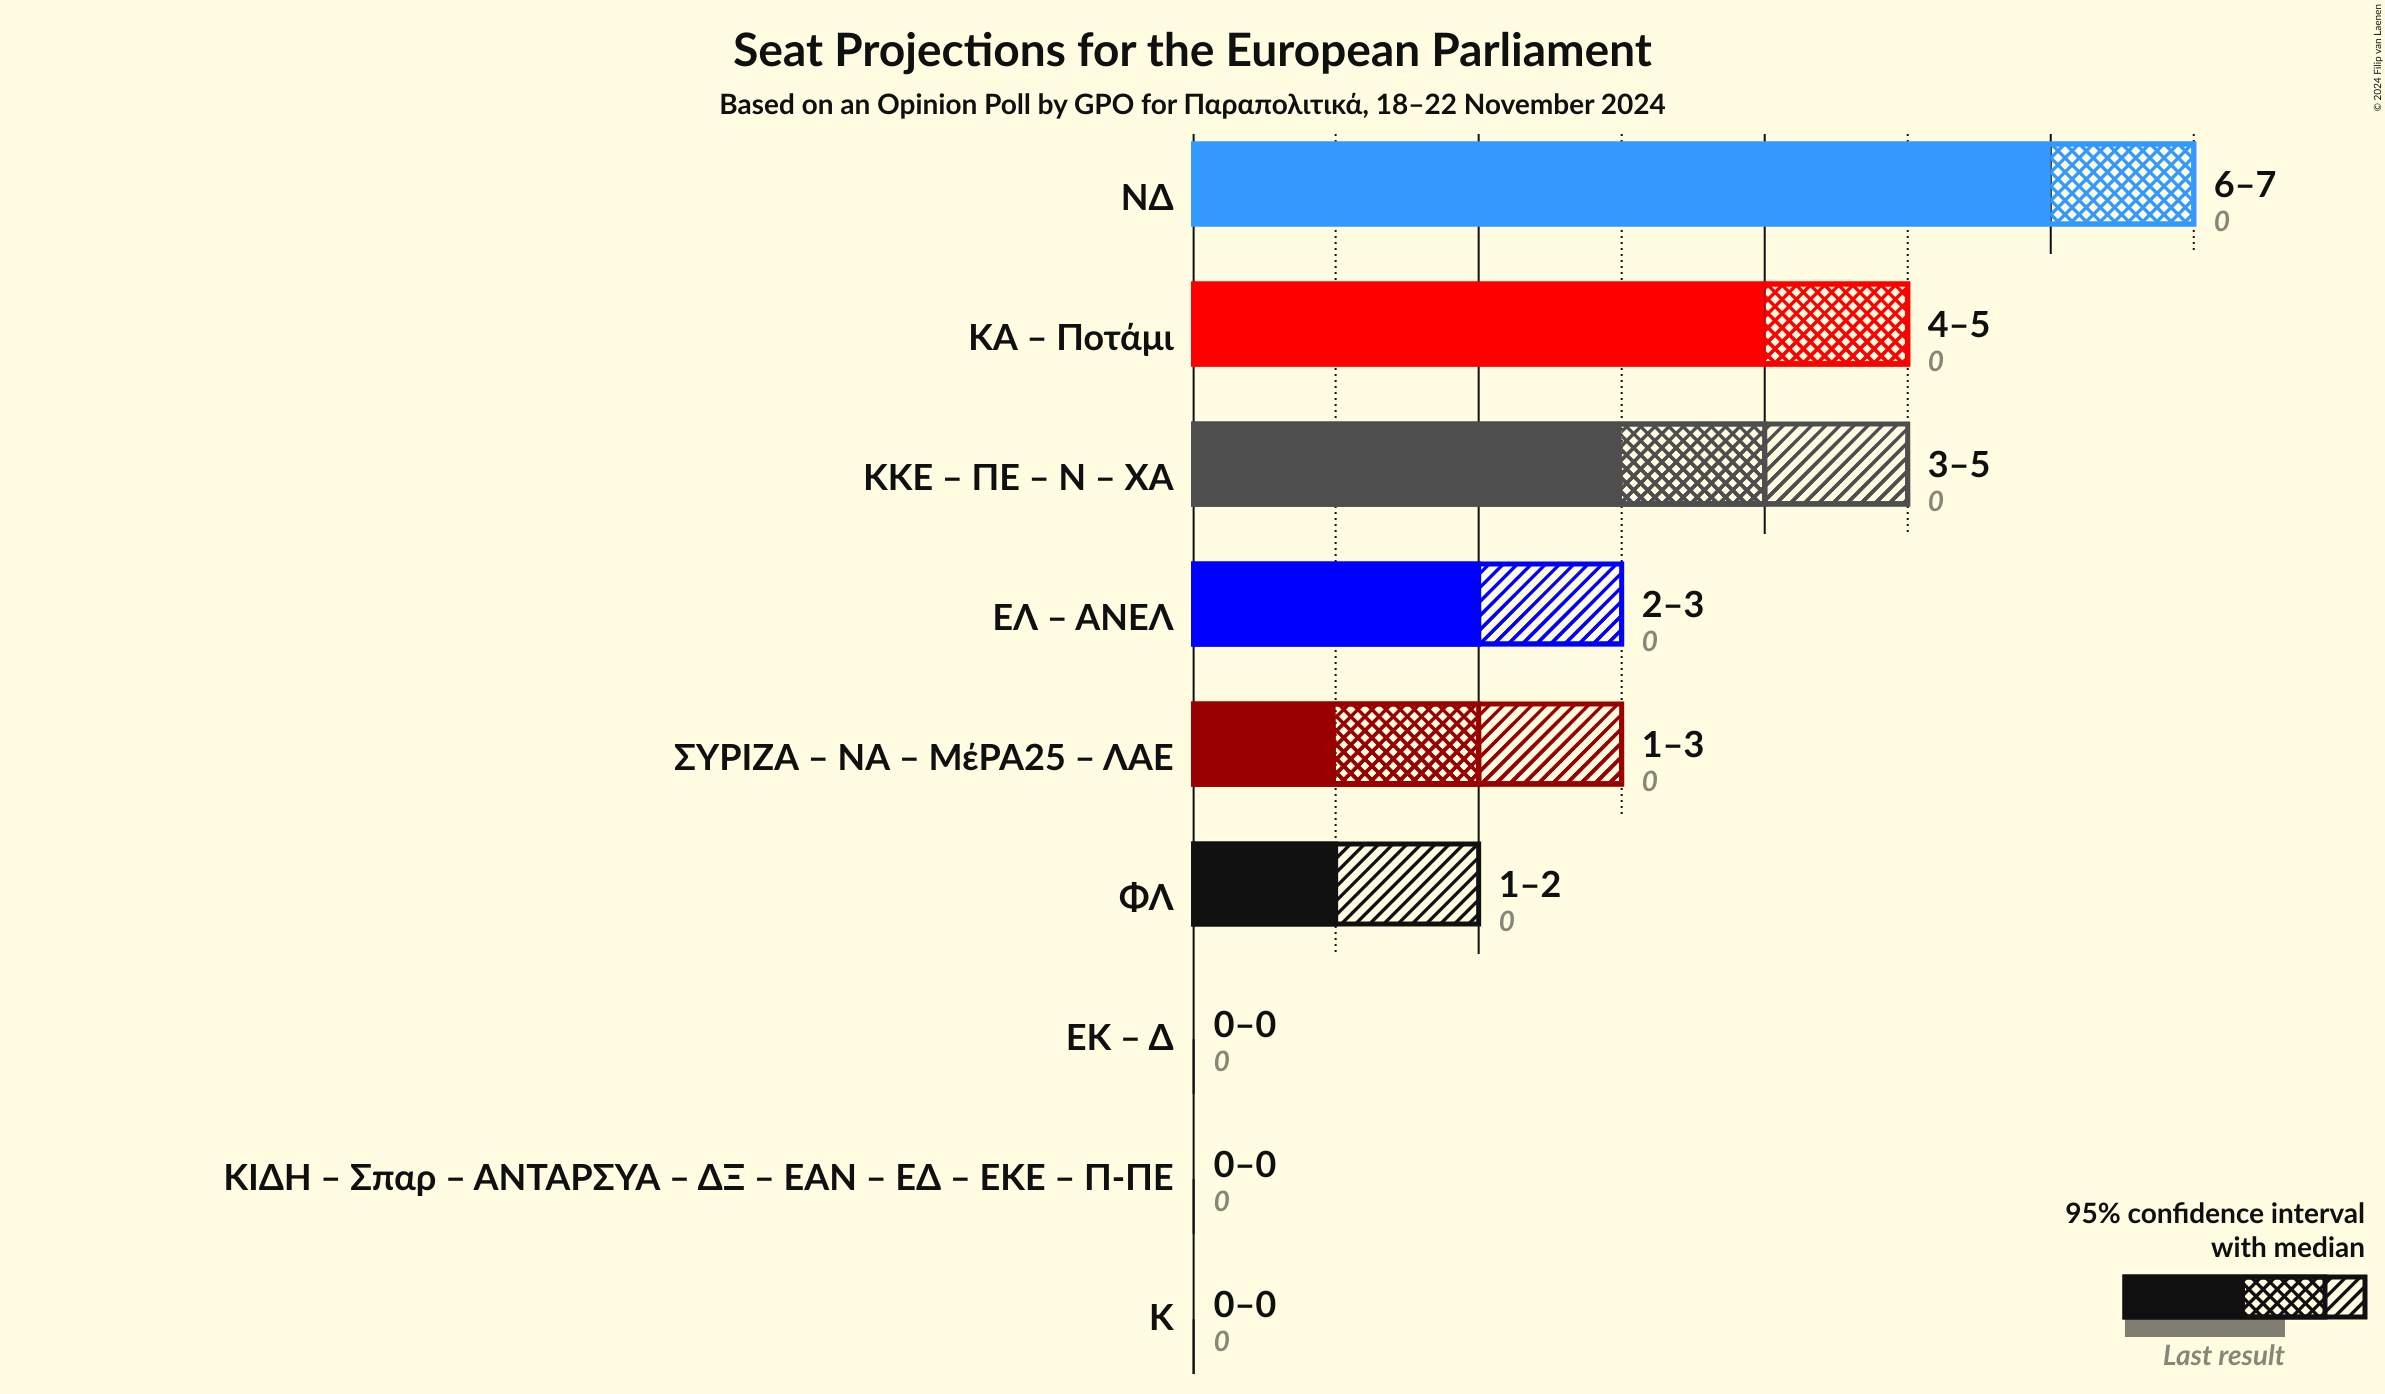 Seat Projections for the European Parliament
Based on an Opinion Poll by GPO for Παραπολιτικά, 18–22 November 2024
© 2024 Filip van Laenen
ΝΔ
6–7
0
ΚΑ – Ποτάμι
4–5
0
ΚΚΕ – ΠΕ – Ν – ΧΑ
3–5
0
ΕΛ – ΑΝΕΛ
2–3
0
ΣΥΡΙΖΑ – ΝΑ – ΜέΡΑ25 – ΛΑΕ
1–3
0
ΦΛ
1–2
0
ΕΚ – Δ
0–0
0
ΚΙΔΗ – Σπαρ – ΑΝΤΑΡΣΥΑ – ΔΞ – ΕΑΝ – ΕΔ – ΕΚΕ – Π-ΠΕ
0–0
0
Κ
0–0
0
95% confidence interval
with median
Last result